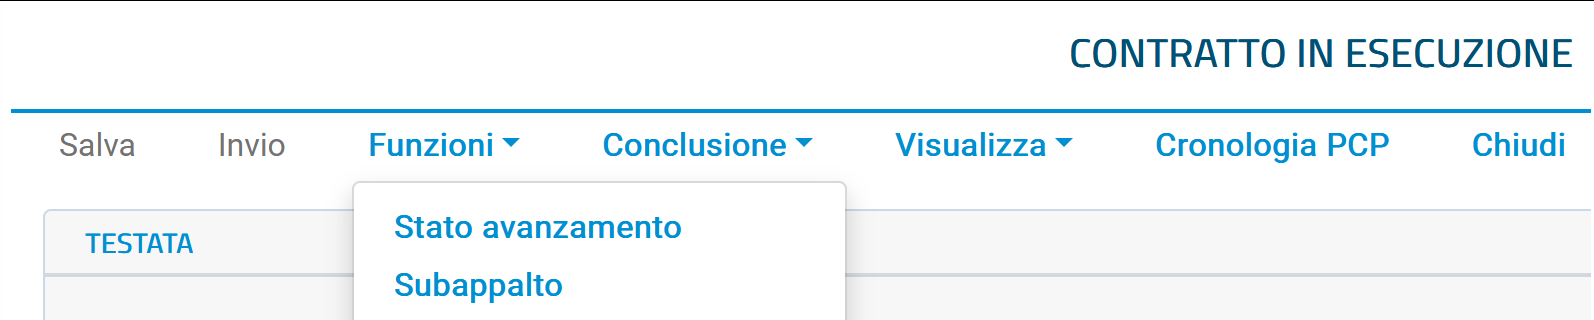 CONTRATTO IN ESECUZIONE
Salva Invio Funzioni Conclusione Visualizza Cronologia PCP Chiudi
Stato avanzamento
TESTATA
Subappalto